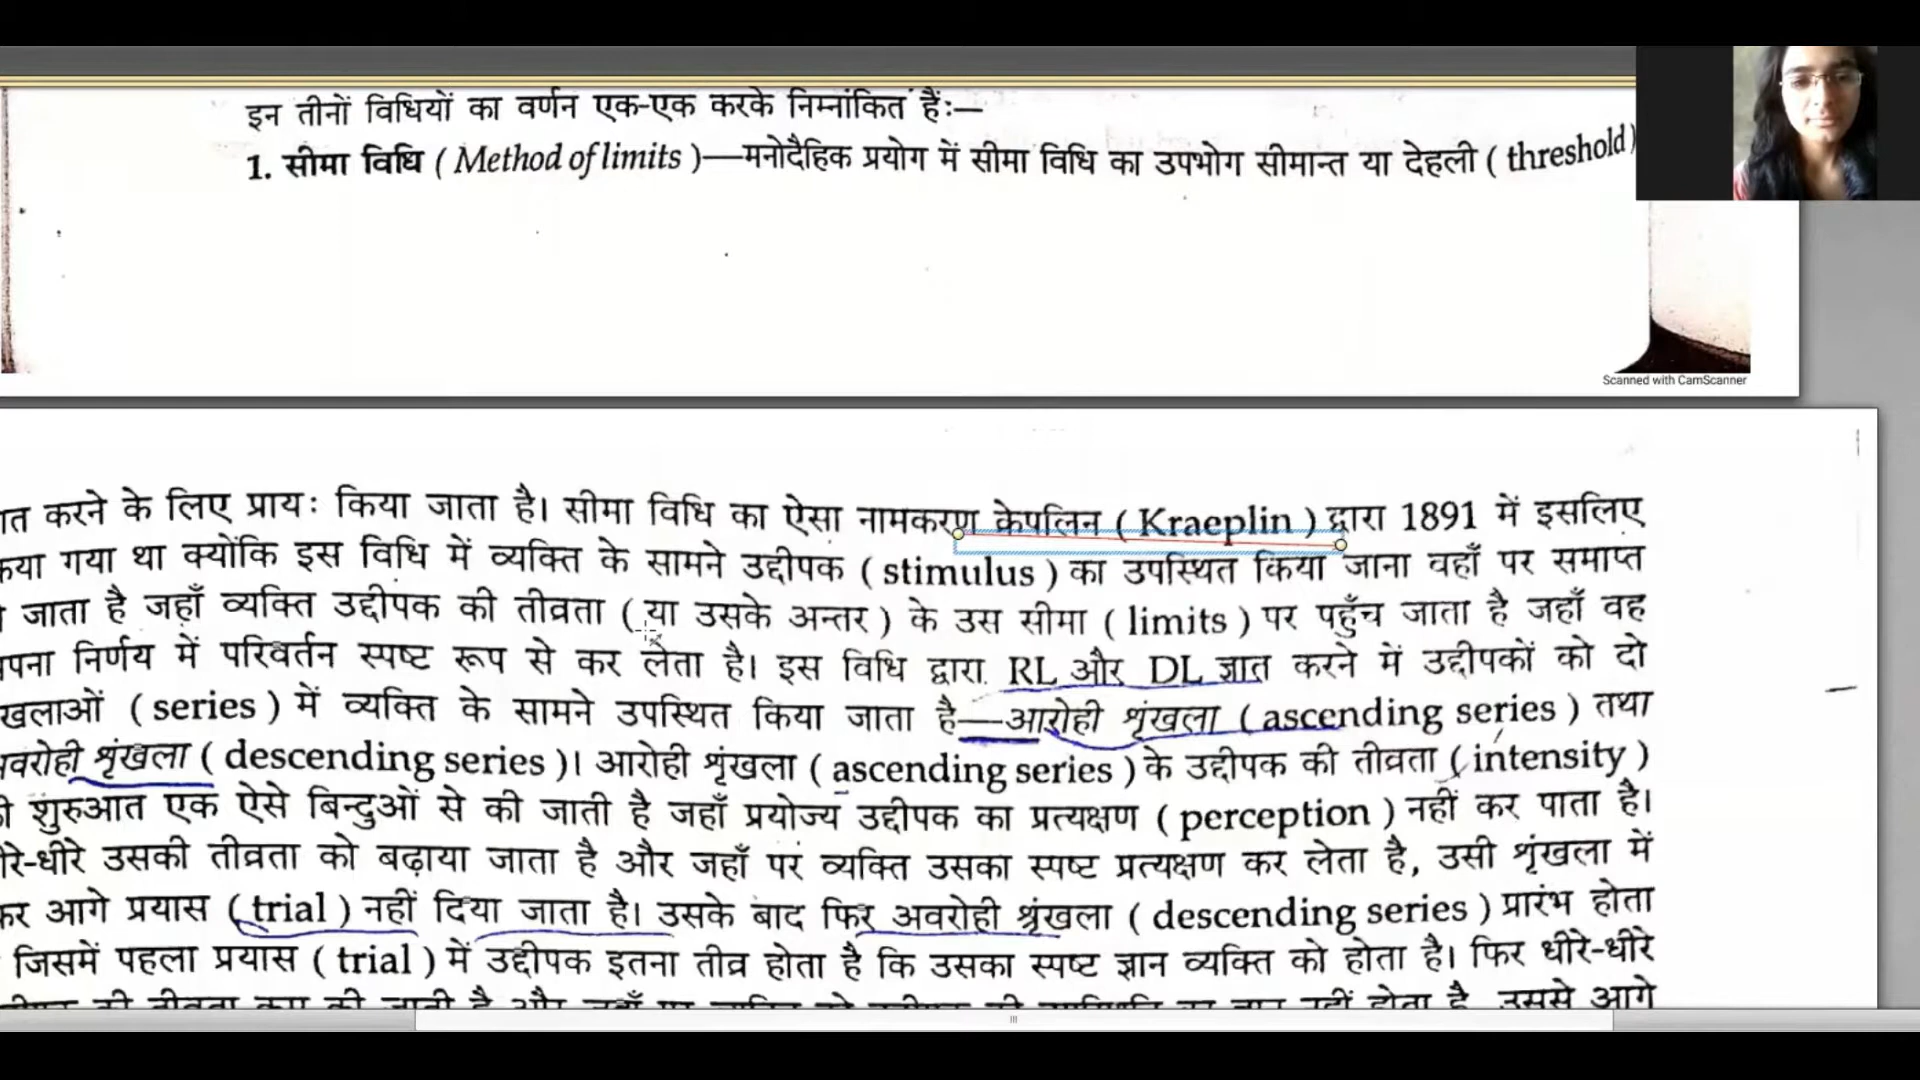 इन तीनों विधियों का वर्णन एक-एक करके निम्नांकित हैं:—
1. सीमा विधि ( Method of limits )—मनोदैहिक प्रयोग में सीमा विधि का उपभोग सीमान्त या देहली ( threshold )
Scanned with CamScanner
करने के लिए प्रायः किया जाता है। सीमा विधि का ऐसा नामकरण केपलिन ( Kraeplin ) द्वारा 1891 में इसलिए
गया था क्योंकि इस विधि में व्यक्ति के सामने उद्दीपक ( stimulus ) का उपस्थित किया जाना वहाँ पर समाप्त
जाता है जहाँ व्यक्ति उद्दीपक की तीव्रता ( या उसके अन्तर ) के उस सीमा ( limits ) पर पहुँच जाता है जहाँ वह
निर्णय में परिवर्तन स्पष्ट रूप से कर लेता है। इस विधि द्वारा RL और DL ज्ञात करने में उद्दीपकों को दो
( series ) में व्यक्ति के सामने उपस्थित किया जाता है—आरोही शृंखला ( ascending series ) तथा
शृंखला ( descending series )। आरोही शृंखला ( ascending series ) के उद्दीपक की तीव्रता ( intensity )
शुरुआत एक ऐसे बिन्दुओं से की जाती है जहाँ प्रयोज्य उद्दीपक का प्रत्यक्षण ( perception ) नहीं कर पाता है।
उसकी तीव्रता को बढ़ाया जाता है और जहाँ पर व्यक्ति उसका स्पष्ट प्रत्यक्षण कर लेता है, उसी शृंखला में
आगे प्रयास ( trial ) नहीं दिया जाता है। उसके बाद फिर अवरोही श्रृंखला ( descending series ) प्रारंभ होता
जिसमें पहला प्रयास ( trial ) में उद्दीपक इतना तीव्र होता है कि उसका स्पष्ट ज्ञान व्यक्ति को होता है। फिर धीरे-धीरे
उससे आगे